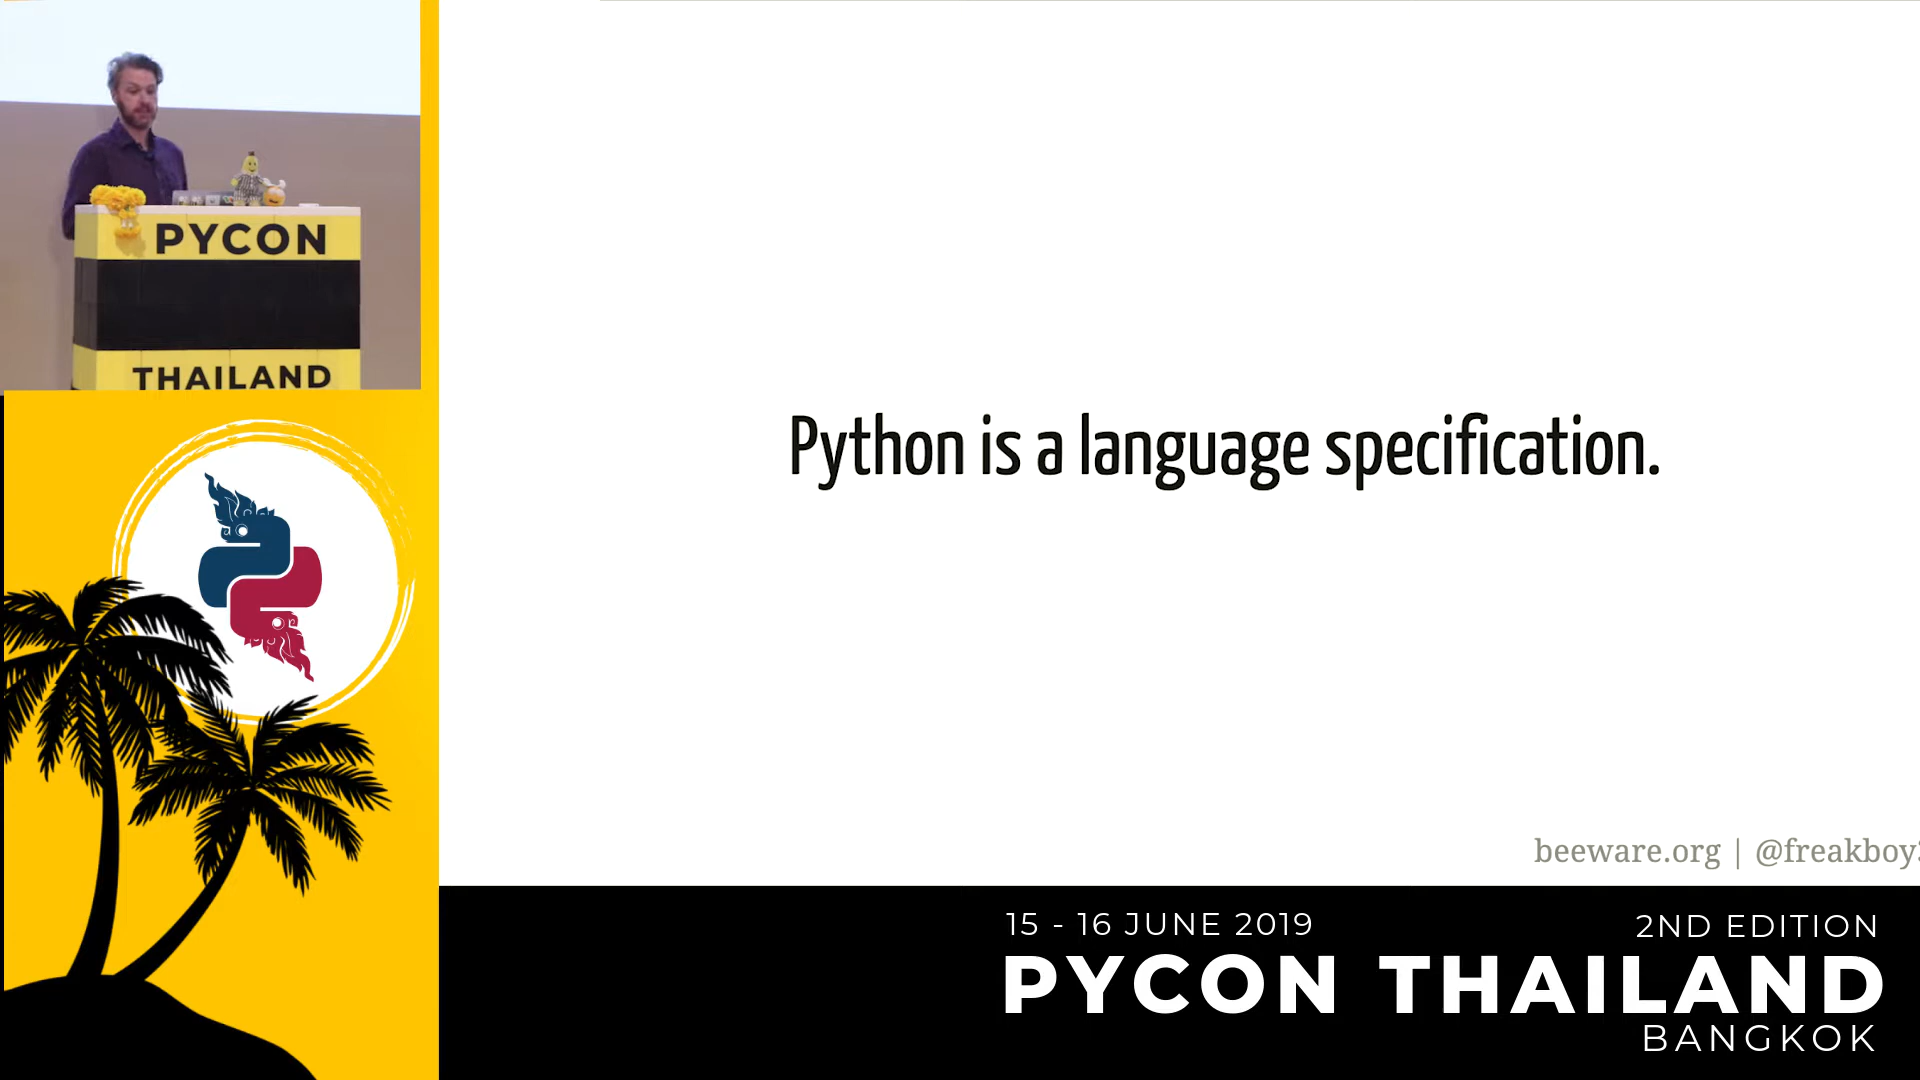 PYCON
THAILAND
Python is a language specification.
beeware.org | @freakboy
15 - 16 JUNE 2019
2ND EDITION
PYCON THAILAND
BANGKOK